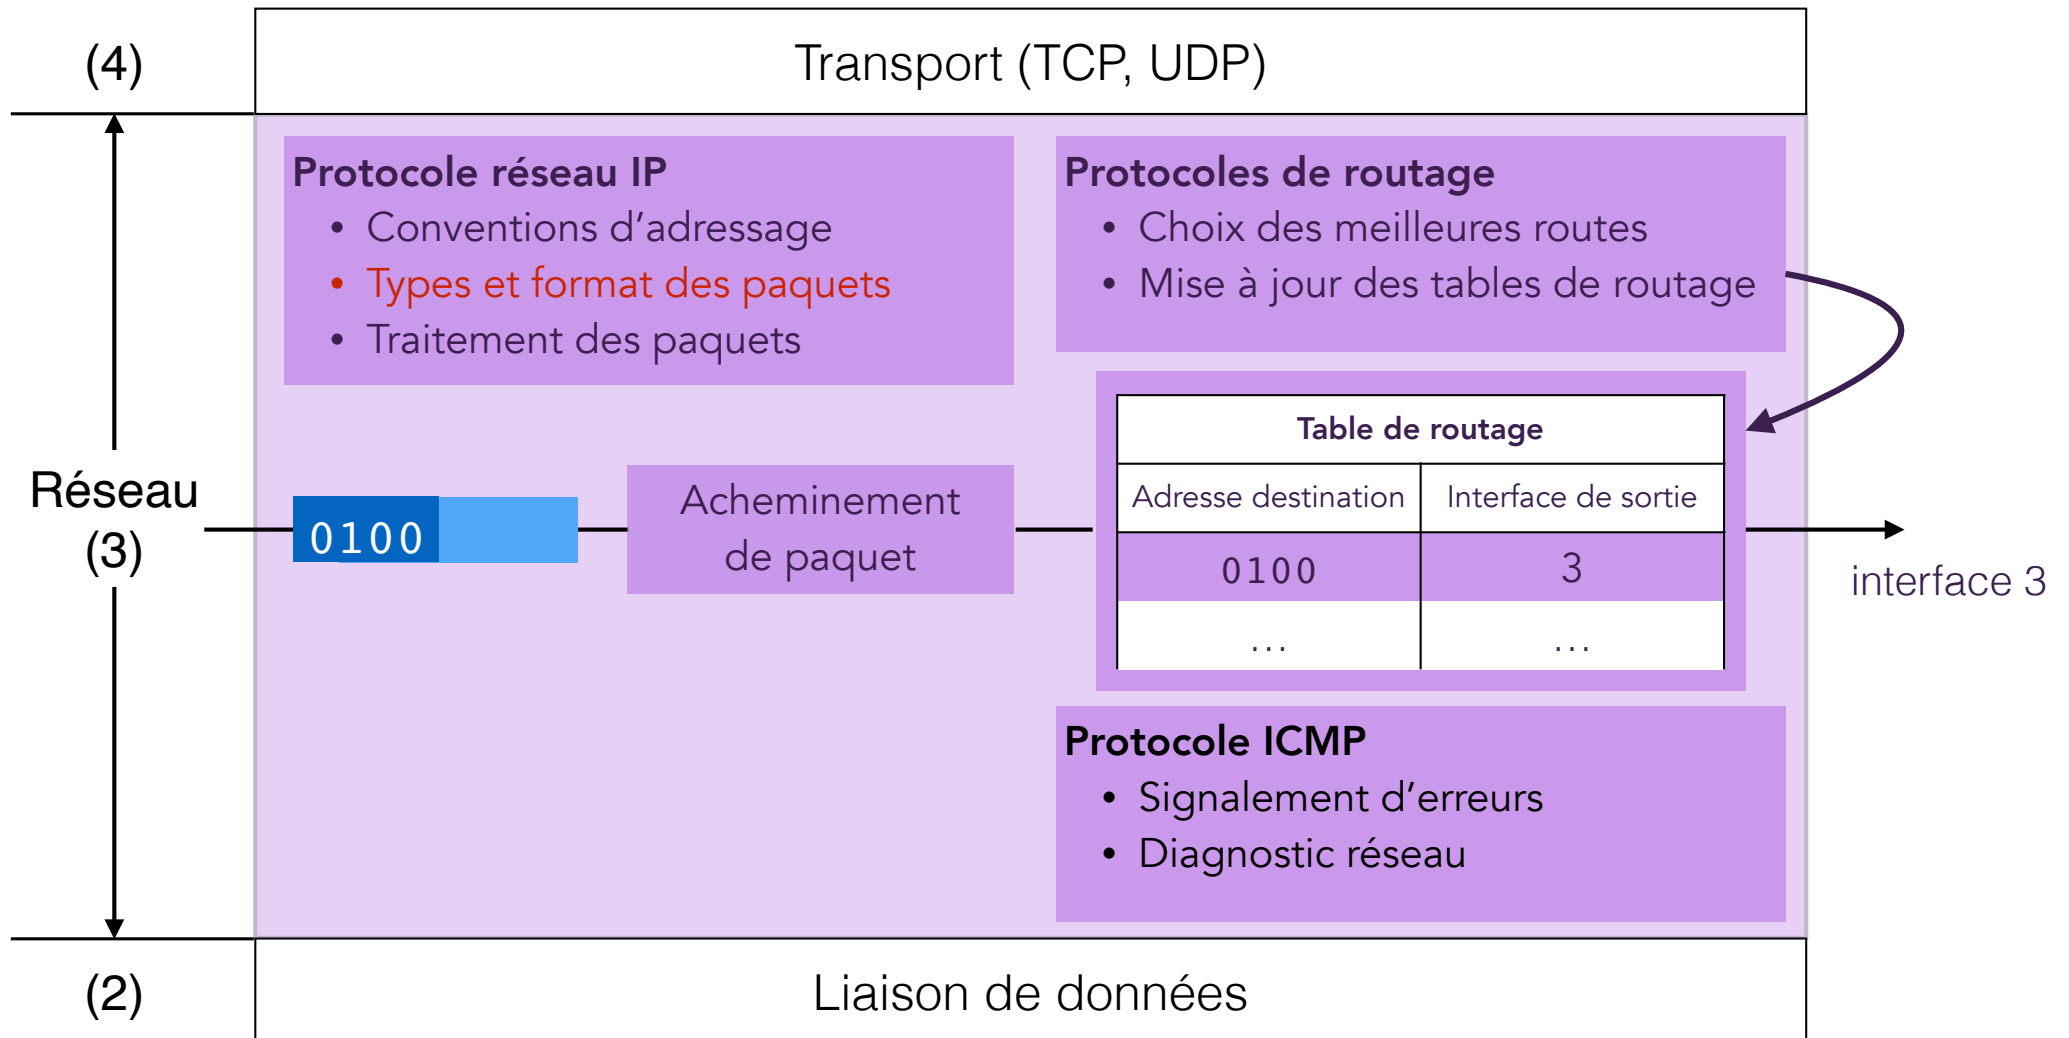 (4)
Transport (TCP, UDP)
Protocole réseau IP
• Conventions d’adressage
• Types et format des paquets
• Traitement des paquets
Protocoles de routage
• Choix des meilleures routes
• Mise à jour des tables de routage
Réseau
(3)
0100
Acheminement
de paquet
Table de routage
Adresse destination Interface de sortie
0100 3
... ...
interface 3
Protocole ICMP
• Signalement d’erreurs
• Diagnostic réseau
(2)
Liaison de données